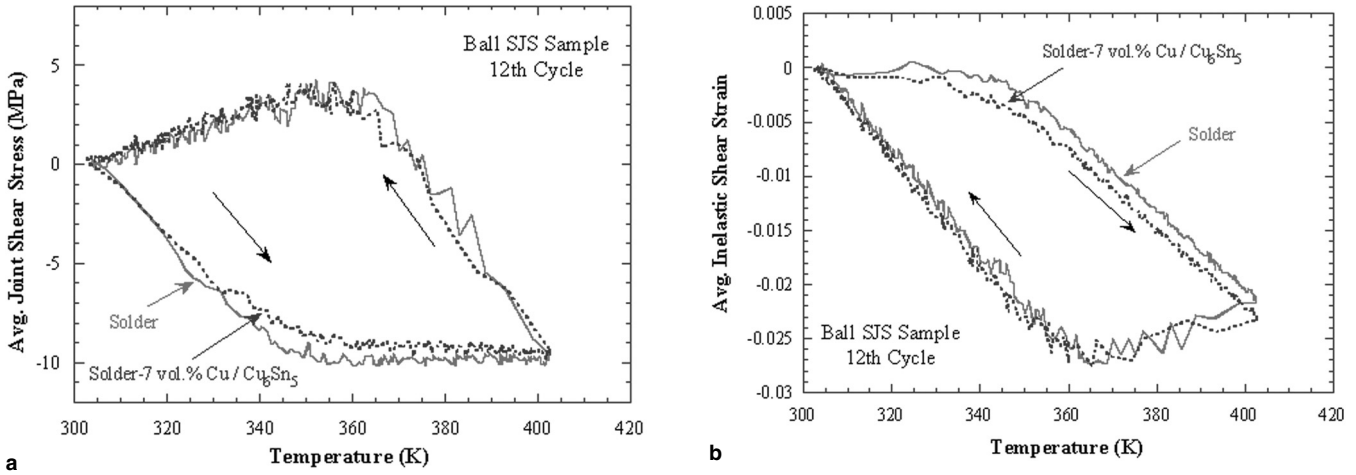 Avg. Joint Shear Stress (MPa)
5
0
-5
-10
300
320
340
360
380
400
420
Temperature (K)
Ball SJS Sample
12th Cycle
Solder
Solder-7 vol.% Cu / Cu6Sn5
a
Avg. Inelastic Shear Strain
0.005
0
-0.005
-0.01
-0.015
-0.02
-0.025
-0.03
300
320
340
360
380
400
420
Temperature (K)
Solder-7 vol.% Cu / Cu6Sn5
Solder
Ball SJS Sample
12th Cycle
b